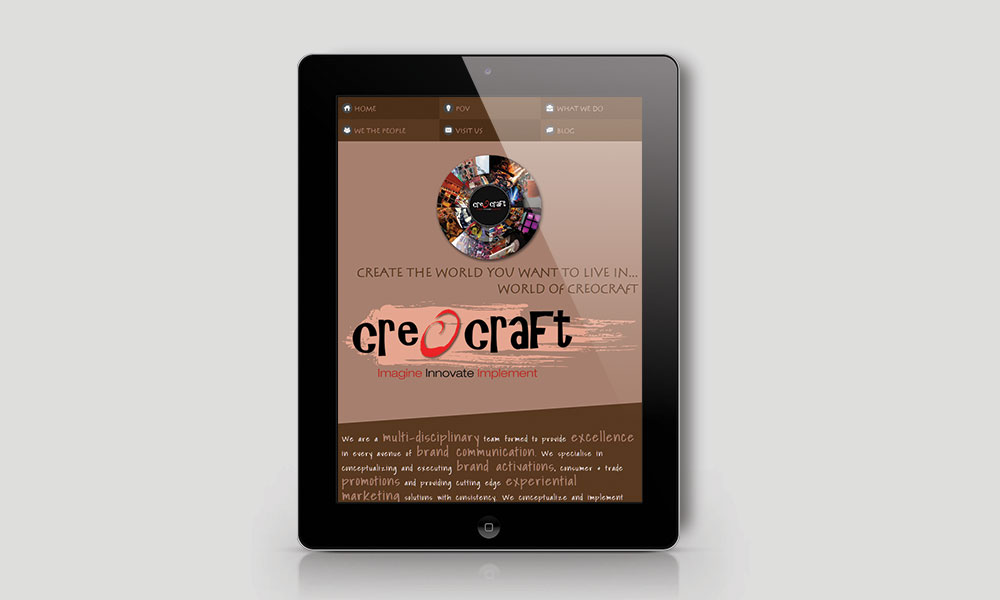 HOME POV WHAT WE DO
WE THE PEOPLE VISIT US BLOG
creocraft
CREATE THE WORLD YOU WANT TO LIVE IN...
WORLD OF CREOCRAFT
creocraft
Imagine Innovate Implement
We are a multi-disciplinary team formed to provide excellence
in every avenue of brand communication. We specialise in
conceptualizing and executing brand activations, consumer + trade
promotions and providing cutting edge experiential
marketing solutions with consistency. We conceptualize and implement